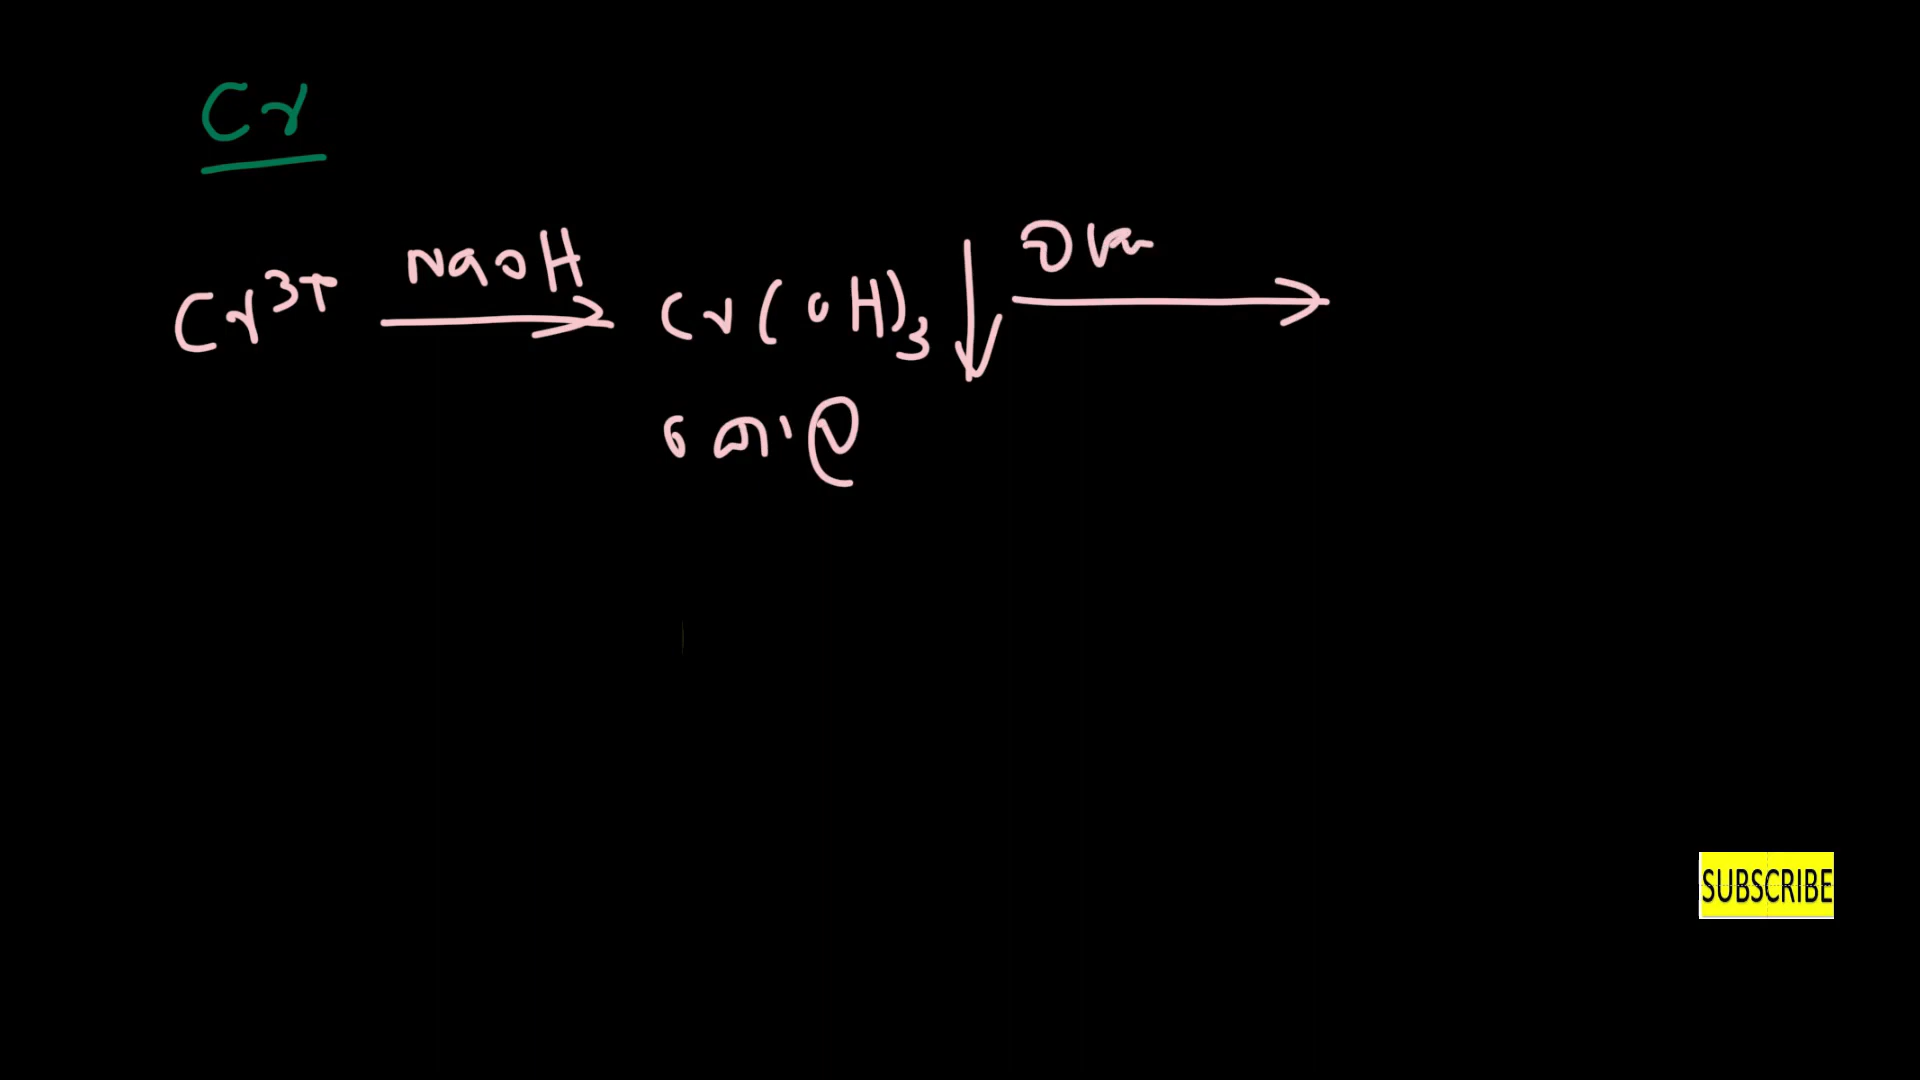 Cr
Cr³⁺ NaOH → Cr(OH)₃ ↓ →
SUBSCRIBE